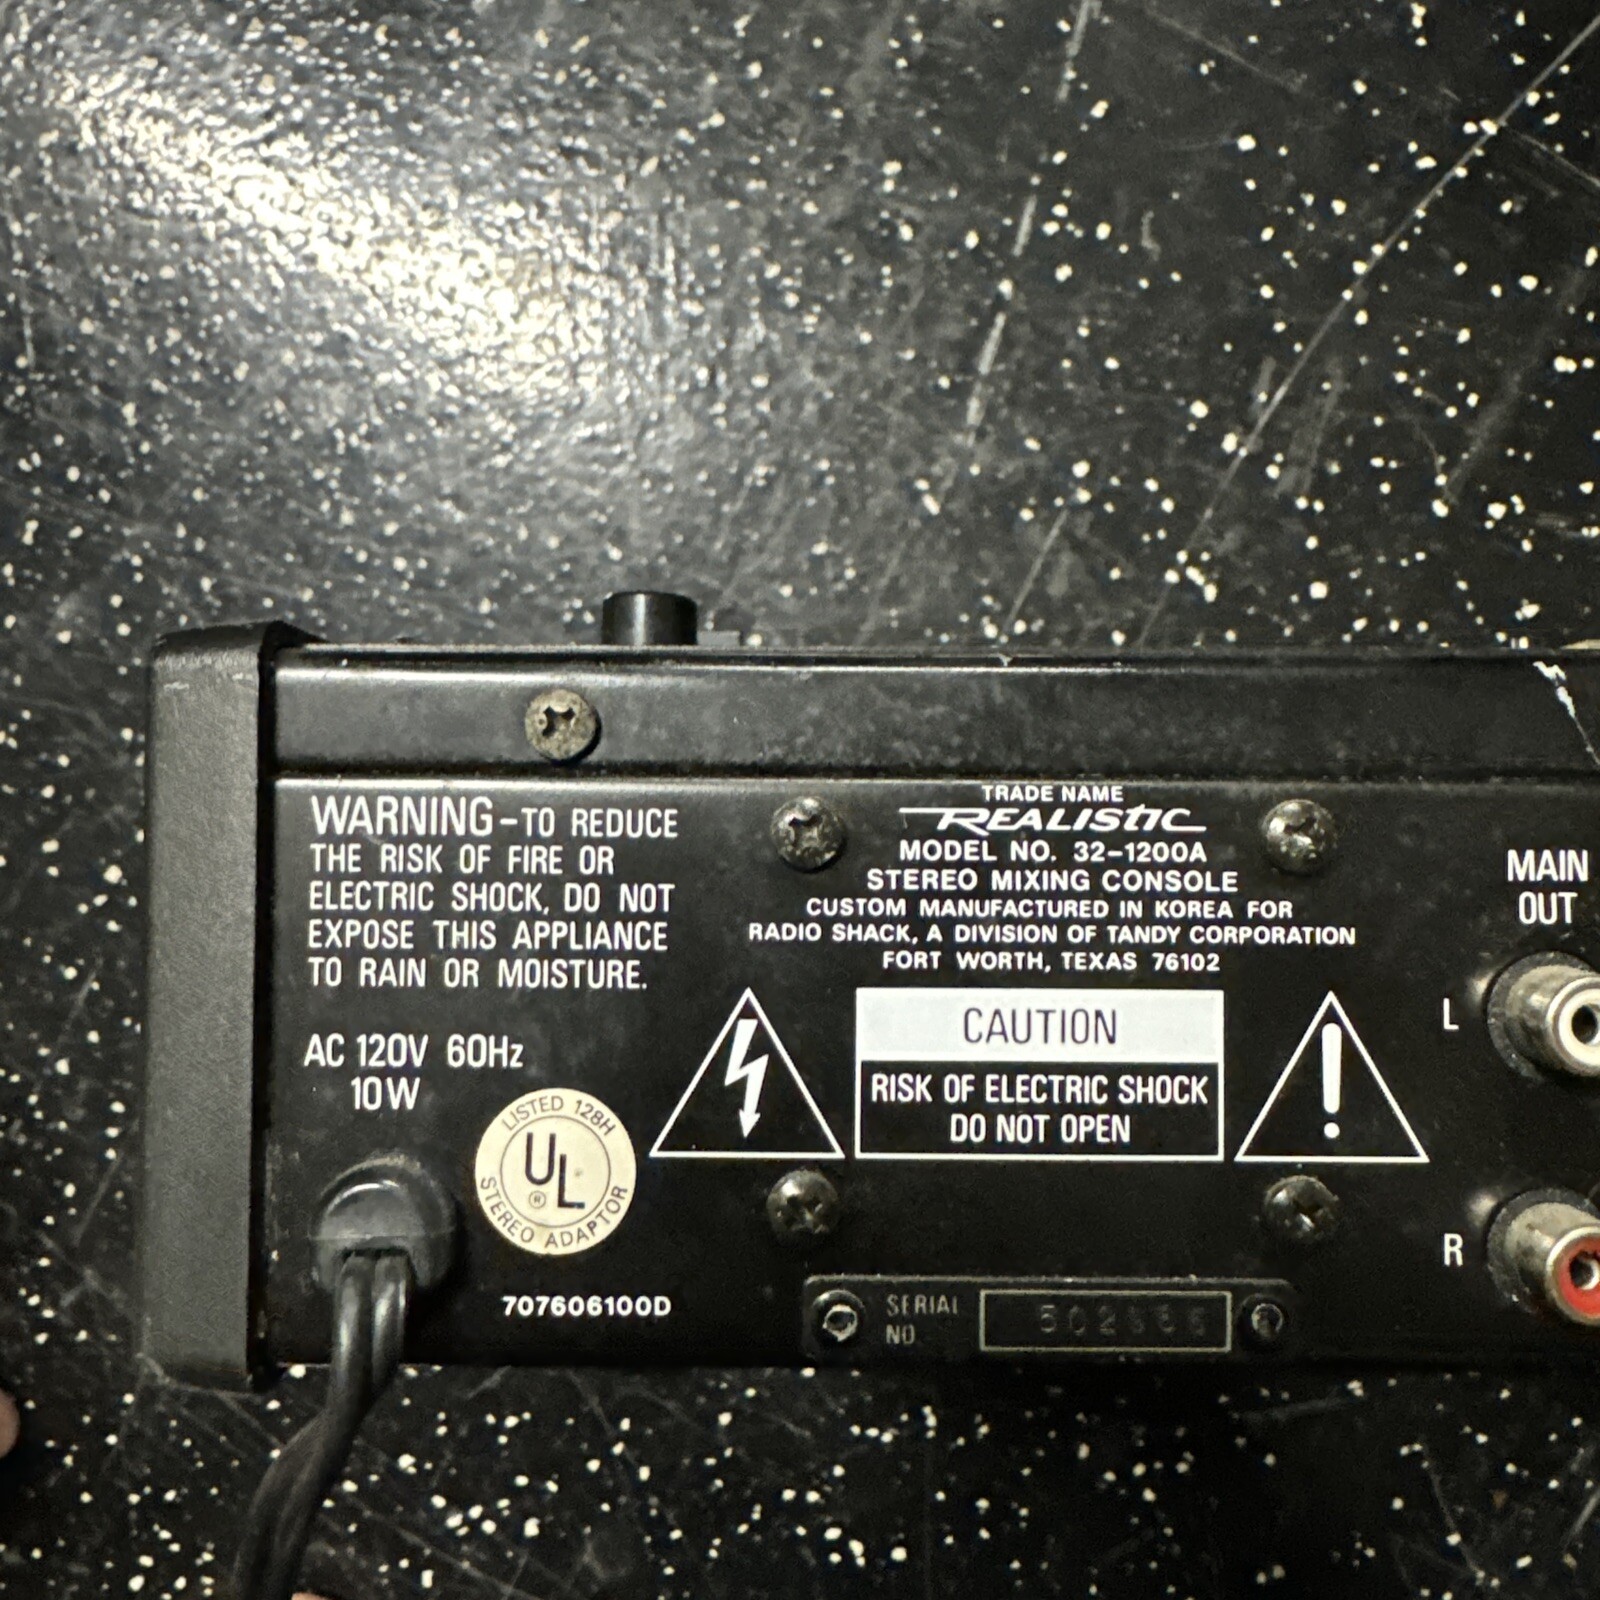 WARNING-TO REDUCE
THE RISK OF FIRE OR
ELECTRIC SHOCK, DO NOT
EXPOSE THIS APPLIANCE
TO RAIN OR MOISTURE.
AC 120V 60Hz
10W
LISTED 128H
UL
®
STEREO ADAPTOR
707606100D
TRADE NAME
REALISTIC
MODEL NO. 32-1200A
STEREO MIXING CONSOLE
CUSTOM MANUFACTURED IN KOREA FOR
RADIO SHACK, A DIVISION OF TANDY CORPORATION
FORT WORTH, TEXAS 76102
CAUTION
RISK OF ELECTRIC SHOCK
DO NOT OPEN
!
SERIAL
NO.
MAIN
OUT
L
R